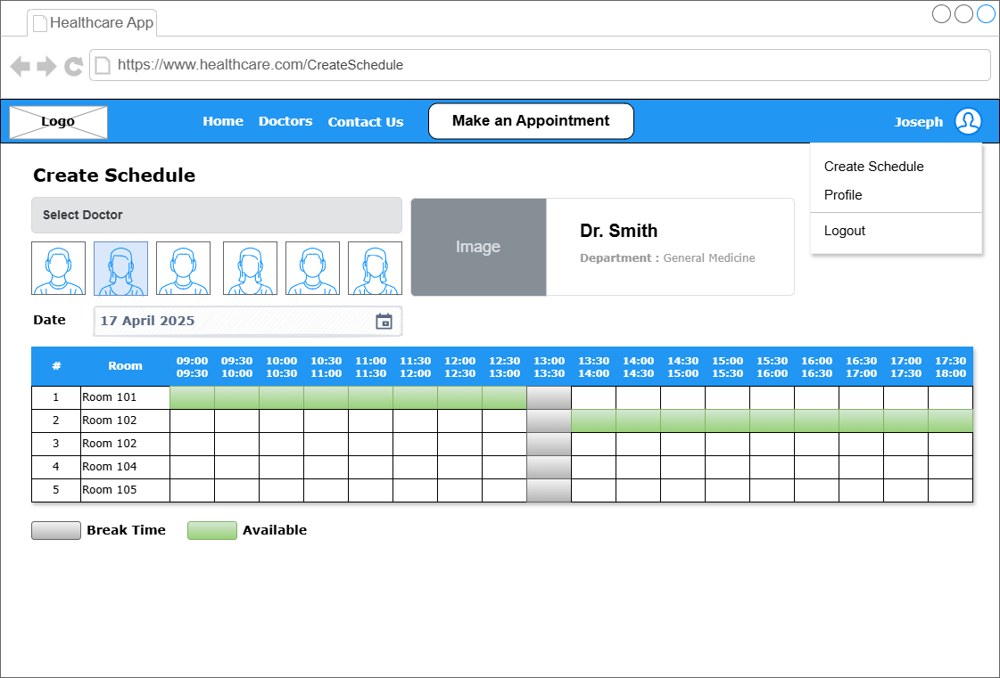 Healthcare App
https://www.healthcare.com/CreateSchedule
Logo Home Doctors Contact Us Make an Appointment Joseph
Create Schedule
Profile
Logout
Create Schedule
Select Doctor
Image
Dr. Smith
Department : General Medicine
Date 17 April 2025
# Room 09:00 09:30 10:00 10:30 11:00 11:30 12:00 12:30 13:00 13:30 14:00 14:30 15:00 15:30 16:00 16:30 17:00 17:30
09:30 10:00 10:30 11:00 11:30 12:00 12:30 13:00 13:30 14:00 14:30 15:00 15:30 16:00 16:30 17:00 17:30 18:00
1 Room 101
2 Room 102
3 Room 102
4 Room 104
5 Room 105
Break Time Available